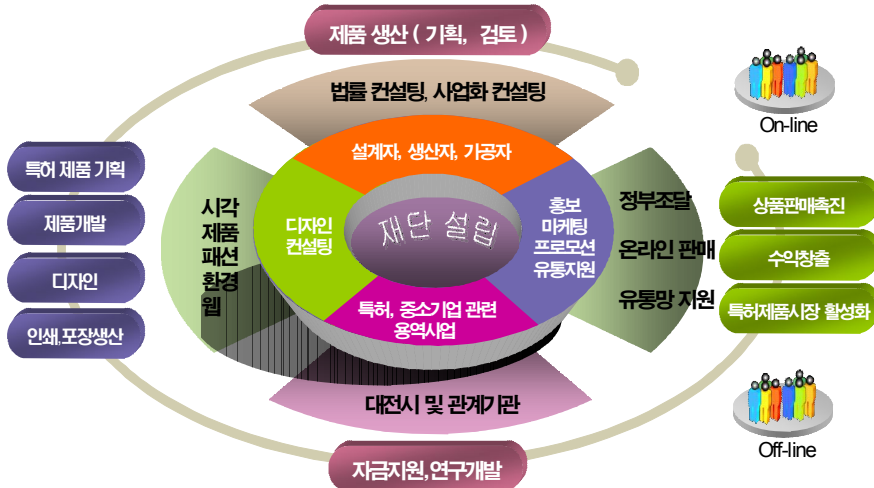 제품 생산 ( 기획, 검토 )
법률 컨설팅, 사업화 컨설팅
On-line
설계자, 생산자, 가공자
특허 제품 기획
제품개발
디자인
인쇄,포장생산
시각
제품
패션
환경
웹
디자인
컨설팅
재단 설립
홍보
마케팅
프로모션
유통지원
정부조달
온라인 판매
유통망 지원
상품판매촉진
수익창출
특허제품시장 활성화
특허, 중소기업 관련
용역사업
대전시 및 관계기관
자금지원,연구개발
Off-line